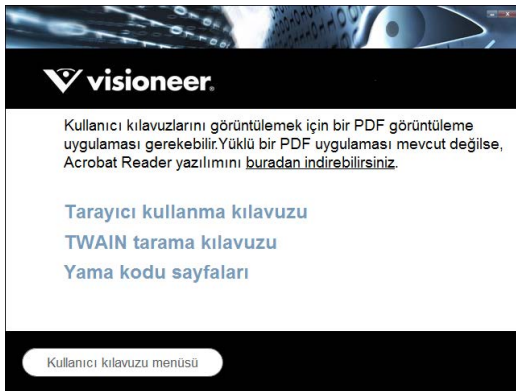 visioneer.
Kullanıcı kılavuzlarını görüntülemek için bir PDF görüntüleme
uygulaması gerekebilir.Yüklü bir PDF uygulaması mevcut değilse,
Acrobat Reader yazılımını buradan indirebilirsiniz.
Tarayıcı kullanma kılavuzu
TWAIN tarama kılavuzu
Yama kodu sayfaları
Kullanıcı kılavuzu menüsü